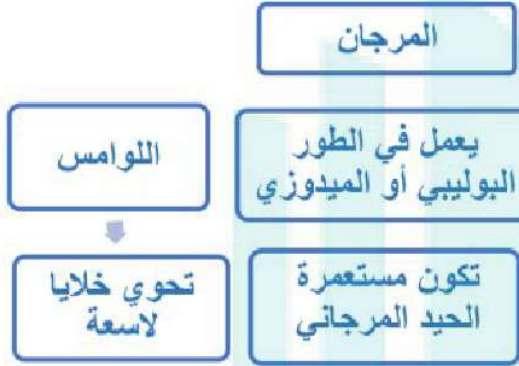 المرجان
يعمل في الطور
البوليبي أو الميدوزي
اللوامس
تكون مستعمرة
الحيد المرجاني
تحوي خلايا
لاسعة